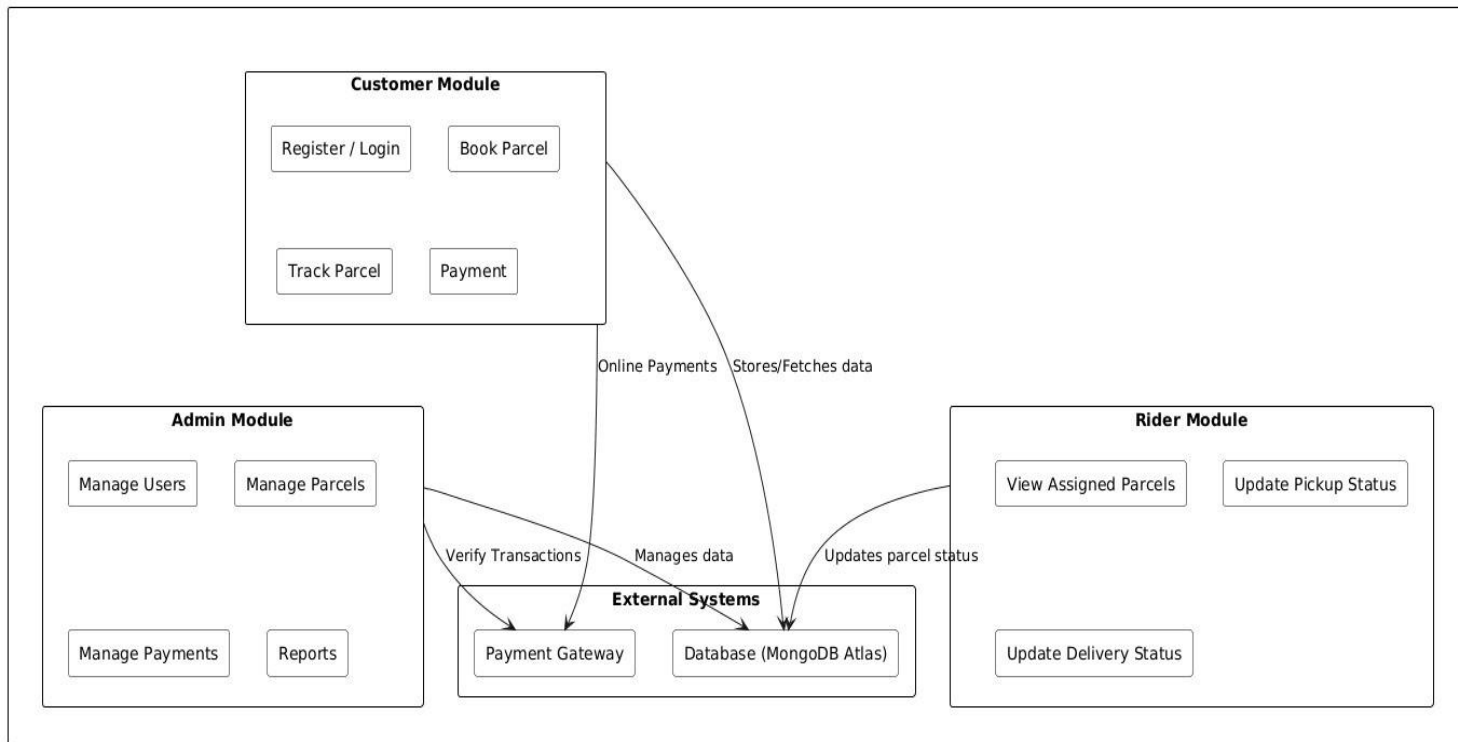 Customer Module
Register / Login
Book Parcel
Track Parcel
Payment
Online Payments
Stores/Fetches data
Admin Module
Manage Users
Manage Parcels
Manage Payments
Reports
Verify Transactions
Manages data
Updates parcel status
External Systems
Payment Gateway
Database (MongoDB Atlas)
Rider Module
View Assigned Parcels
Update Pickup Status
Update Delivery Status